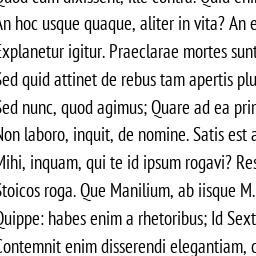 Quod cum dixissent, ille contra. Quid enim
An hoc usque quaque, aliter in vita? An e
Explanetur igitur. Praeclarae mortes sunt
Sed quid attinet de rebus tam apertis plu
Sed nunc, quod agimus; Quare ad ea prim
Non laboro, inquit, de nomine. Satis est a
Mihi, inquam, qui te id ipsum rogavi? Res
Stoicos roga. Que Manilium, ab iisque M.
Quippe: habes enim a rhetoribus; Id Sext
Contemnit enim disserendi elegantiam, c